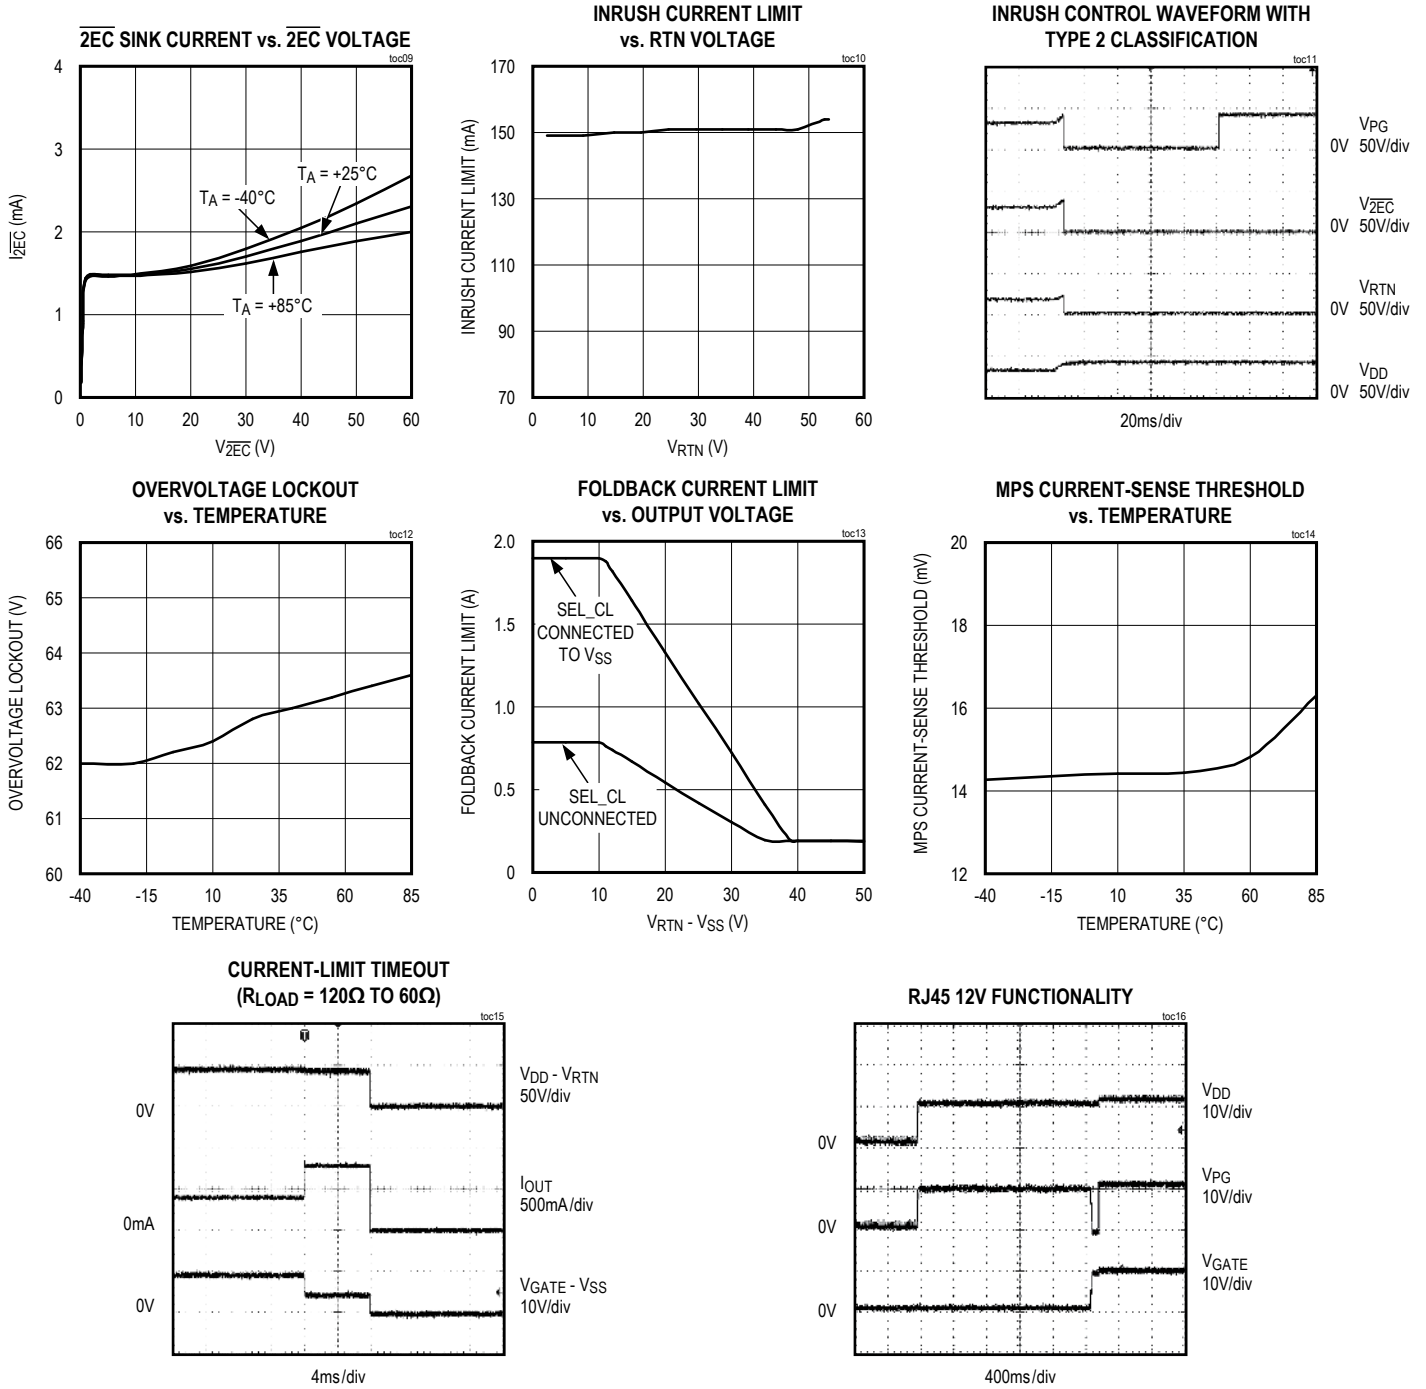 2EC SINK CURRENT vs. 2EC VOLTAGE
toc09
4
3
2
1
0
I2EC (mA)
TA = +25°C
TA = -40°C
TA = +85°C
0 10 20 30 40 50 60
V2EC (V)
INRUSH CURRENT LIMIT
vs. RTN VOLTAGE
toc10
170
150
130
110
90
70
INRUSH CURRENT LIMIT (mA)
0 10 20 30 40 50 60
VRTN (V)
INRUSH CONTROL WAVEFORM WITH
TYPE 2 CLASSIFICATION
toc11
VPG
0V 50V/div
V2EC
0V 50V/div
VRTN
0V 50V/div
VDD
0V 50V/div
20ms/div
OVERVOLTAGE LOCKOUT
vs. TEMPERATURE
toc12
66
65
64
63
62
61
60
OVERVOLTAGE LOCKOUT (V)
-40 -15 10 35 60 85
TEMPERATURE (°C)
FOLDBACK CURRENT LIMIT
vs. OUTPUT VOLTAGE
toc13
2.0
1.5
1.0
0.5
0
FOLDBACK CURRENT LIMIT (A)
SEL_CL
CONNECTED
TO VSS
SEL_CL
UNCONNECTED
0 10 20 30 40 50
VRTN - VSS (V)
MPS CURRENT-SENSE THRESHOLD
vs. TEMPERATURE
toc14
20
18
16
14
12
MPS CURRENT-SENSE THRESHOLD (mV)
-40 -15 10 35 60 85
TEMPERATURE (°C)
CURRENT-LIMIT TIMEOUT
(RLOAD = 120Ω TO 60Ω)
toc15
T
VDD - VRTN
50V/div
0V
IOUT
500mA/div
0mA
VGATE - VSS
10V/div
0V
4ms/div
RJ45 12V FUNCTIONALITY
toc16
VDD
10V/div
0V
VPG
10V/div
0V
VGATE
10V/div
0V
400ms/div